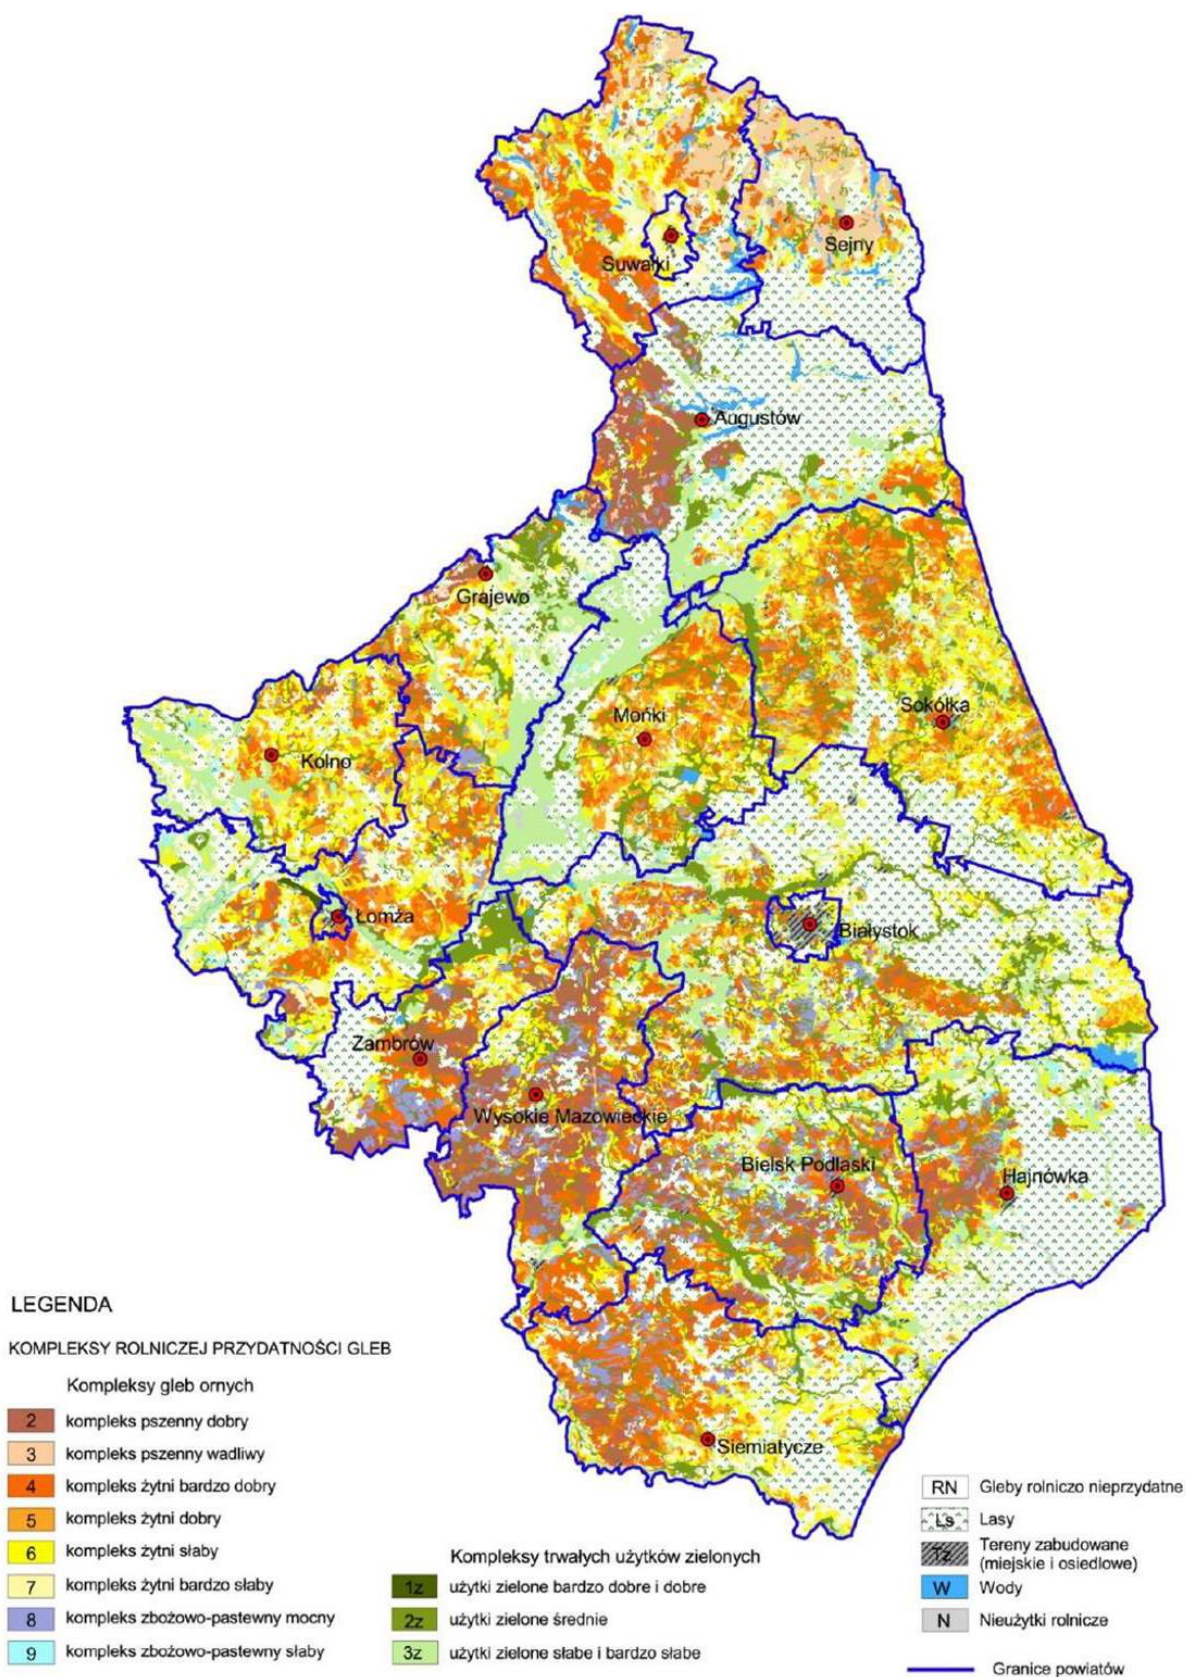 Sejny
Suwałki
Augustów
Grajewo
Sokółka
Mońki
Kolno
Łomża
Białystok
Zambrów
Wysokie Mazowieckie
Bielsk Podlaski
Hajnówka
Siemiatycze
LEGENDA
KOMPLEKSY ROLNICZEJ PRZYDATNOŚCI GLEB
Kompleksy gleb ornych
2 kompleks pszenny dobry
3 kompleks pszenny wadliwy
4 kompleks żytni bardzo dobry
5 kompleks żytni dobry
6 kompleks żytni słaby
7 kompleks żytni bardzo słaby
8 kompleks zbożowo-pastewny mocny
9 kompleks zbożowo-pastewny słaby
Kompleksy trwałych użytków zielonych
1z użytki zielone bardzo dobre i dobre
2z użytki zielone średnie
3z użytki zielone słabe i bardzo słabe
RN Gleby rolniczo nieprzydatne
Ls Lasy
Tz Tereny zabudowane
(miejskie i osiedlowe)
W Wody
N Nieużytki rolnicze
Granice powiatów